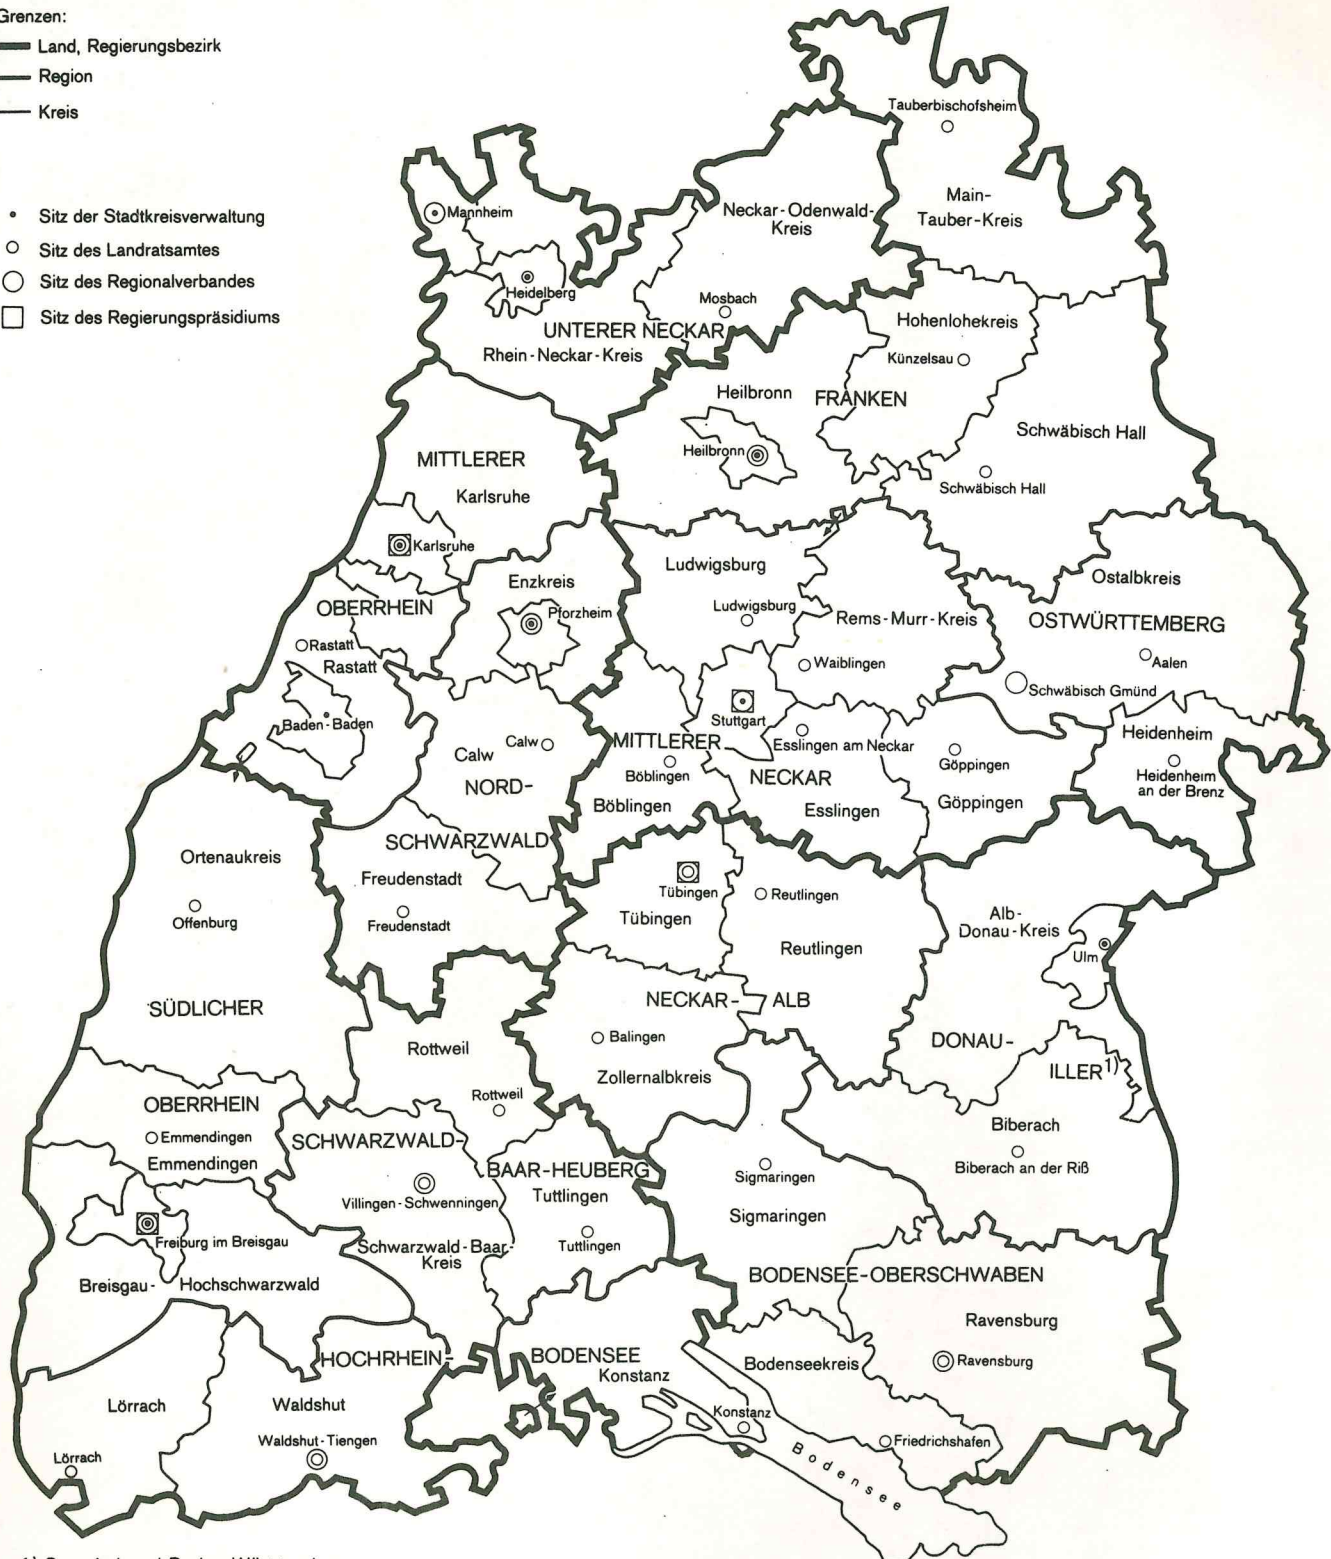 Grenzen:
Land, Regierungsbezirk
Region
Kreis
Sitz der Stadtkreisverwaltung
Sitz des Landratsamtes
Sitz des Regionalverbandes
Sitz des Regierungspräsidiums
Tauberbischofsheim
Main-
Tauber-Kreis
Mannheim
Neckar-Odenwald-
Kreis
Heidelberg
Mosbach
UNTERER NECKAR
Rhein-Neckar-Kreis
Hohenlohekreis
Künzelsau
Heilbronn
FRANKEN
Schwäbisch Hall
Heilbronn
Schwäbisch Hall
MITTLERER
Karlsruhe
Karlsruhe
Enzkreis
Ludwigsburg
Ostalbkreis
OBERRHEIN
Pforzheim
Ludwigsburg
Rems-Murr-Kreis
OSTWÜRTTEMBERG
Rastatt
Rastatt
Waiblingen
Aalen
Schwäbisch Gmünd
Baden-Baden
Stuttgart
Calw
Calw
MITTLERER
Esslingen am Neckar
Göppingen
Heidenheim
Heidenheim
an der Brenz
NORD-
Böblingen
NECKAR
Böblingen
Esslingen
Göppingen
SCHWARZWALD
Ortenaukreis
Freudenstadt
Tübingen
Reutlingen
Offenburg
Freudenstadt
Tübingen
Alb-
Donau-Kreis
Reutlingen
Ulm
SÜDLICHER
NECKAR-ALB
Rottweil
Balingen
DONAU-
Zollernalbkreis
ILLER¹⁾
Rottweil
OBERRHEIN
Biberach
Emmendingen
SCHWARZWALD-
Emmendingen
BAAR-HEUBERG
Biberach an der Riß
Sigmaringen
Villingen-Schwenningen
Tuttlingen
Sigmaringen
Freiburg im Breisgau
Schwarzwald-Baar-
Kreis
Tuttlingen
Breisgau-Hochschwarzwald
BODENSEE-OBERSCHWABEN
Ravensburg
HOCHRHEIN-
BODENSEE
Konstanz
Bodenseekreis
Ravensburg
Lörrach
Waldshut
Konstanz
Waldshut-Tiengen
Friedrichshafen
Lörrach
Bodensee